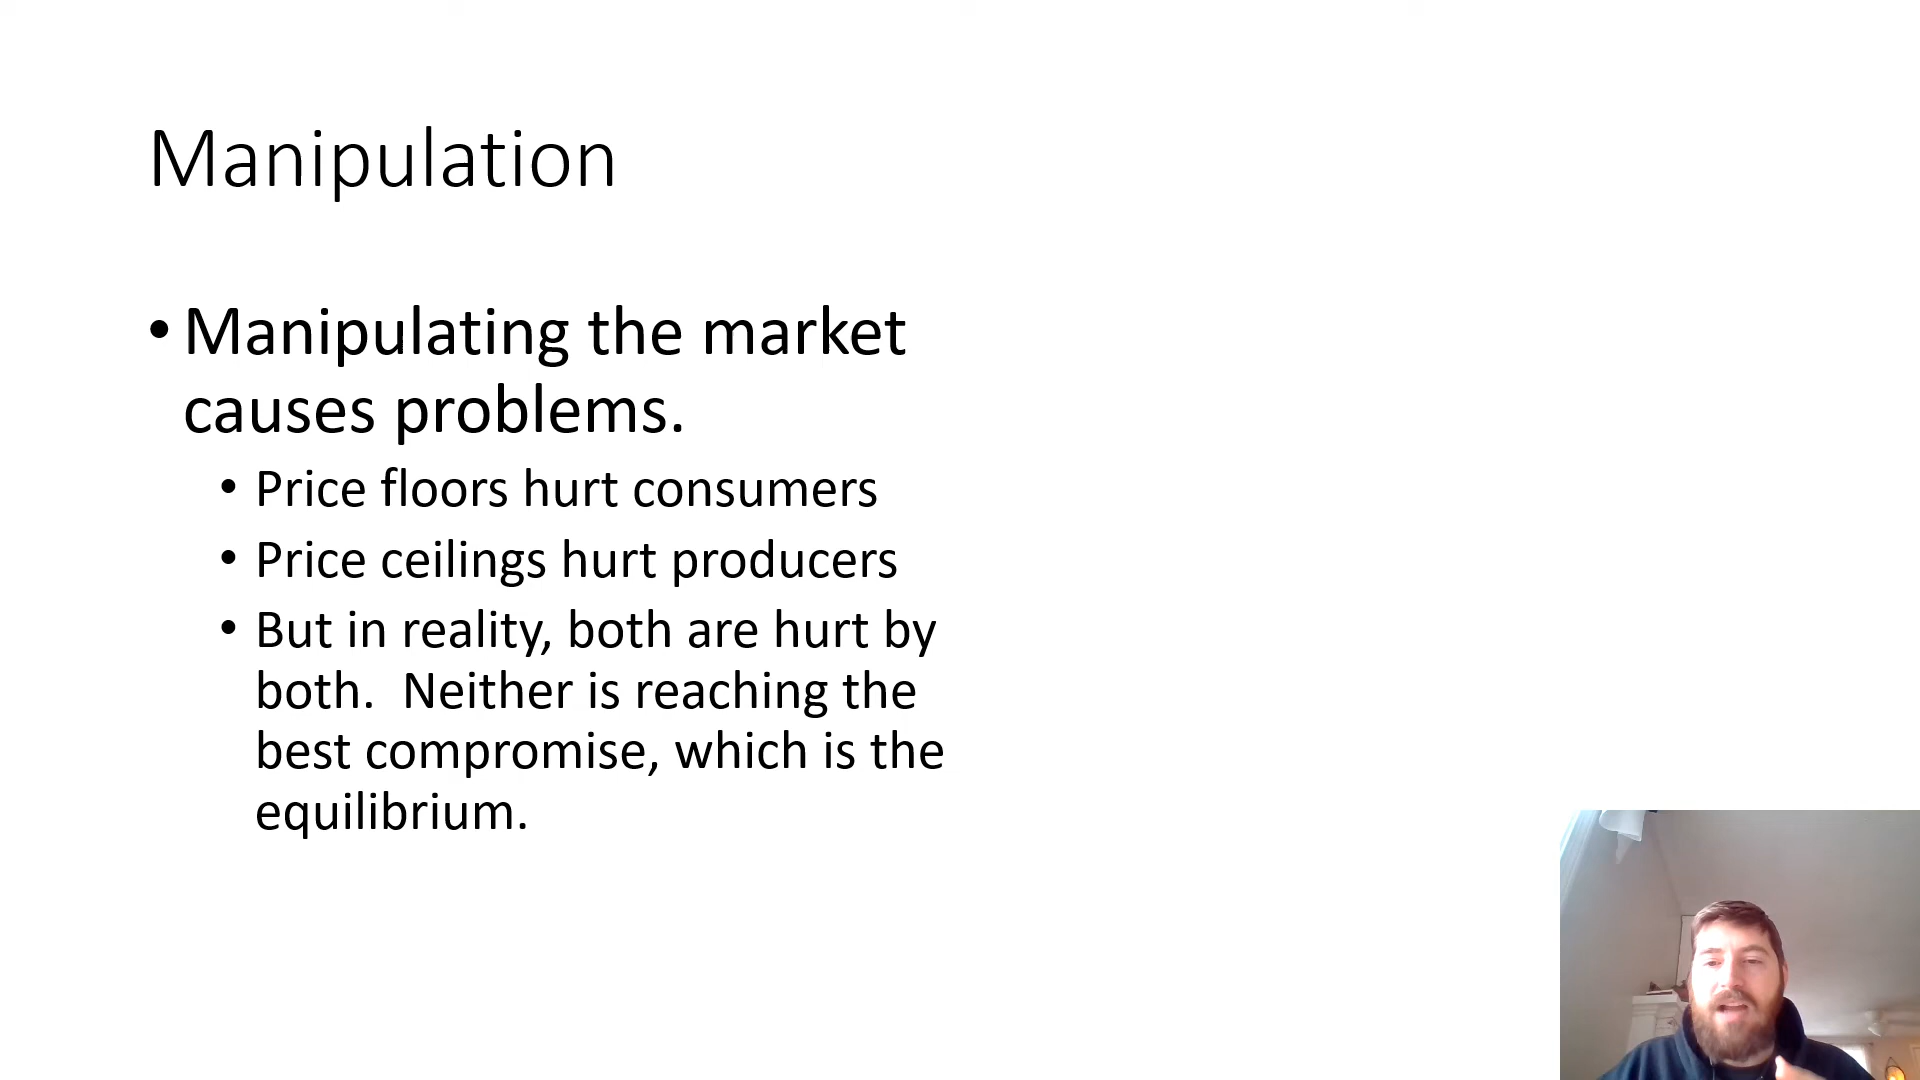 Manipulation
• Manipulating the market
causes problems.
• Price floors hurt consumers
• Price ceilings hurt producers
• But in reality, both are hurt by
both.  Neither is reaching the
best compromise, which is the
equilibrium.